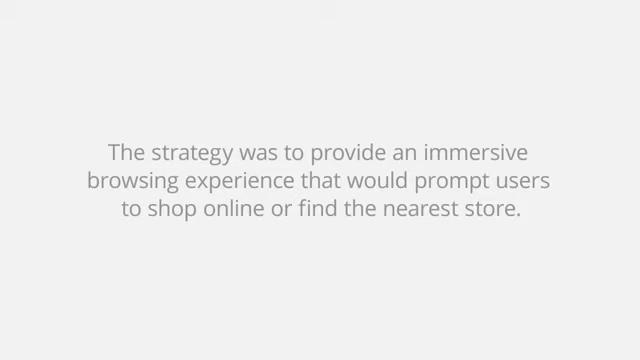 The strategy was to provide an immersive
browsing experience that would prompt users
to shop online or find the nearest store.